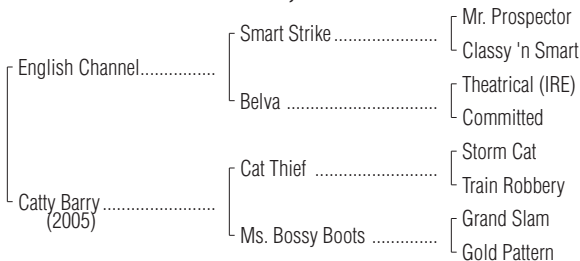 Mr. Prospector
Smart Strike ......................
Classy 'n Smart
English Channel................
Theatrical (IRE)
Belva ................................
Committed
Storm Cat
Cat Thief ..........................
Train Robbery
Catty Barry ........................
(2005)
Grand Slam
Ms. Bossy Boots ..............
Gold Pattern